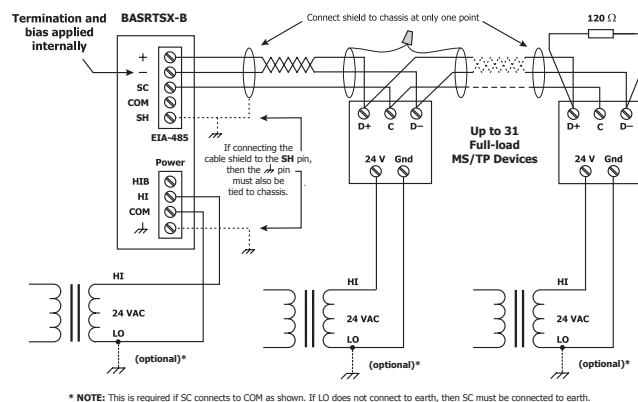 Termination and
bias applied
internally
BASRTSX-B
Connect shield to chassis at only one point
120 Ω
+
−
SC
COM
SH
EIA-485
Power
HIB
HI
COM
If connecting the
cable shield to the SH pin,
then the pin
must also be
tied to chassis.
D+ C D−
24 V Gnd
Up to 31
Full-load
MS/TP Devices
D+ C D−
24 V Gnd
HI
24 VAC
LO
(optional)*
HI
24 VAC
LO
(optional)*
HI
24 VAC
LO
(optional)*
* NOTE: This is required if SC connects to COM as shown. If LO does not connect to earth, then SC must be connected to earth.